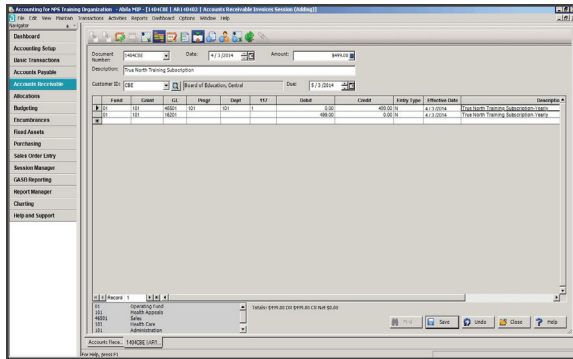 Accounting for NPS Training Organization - Abila MIP - [1404CBE | AR140402 | Accounts Receivable Invoices Session (Adding)]
File Edit View Maintain Transactions Activities Reports Dashboard Options Window Help
Navigator
Dashboard
Accounting Setup
Basic Transactions
Accounts Payable
Accounts Receivable
Allocations
Budgeting
Encumbrances
Fixed Assets
Purchasing
Sales Order Entry
Session Manager
GASB Reporting
Report Manager
Charting
Help and Support
Document Number: 1404CBE Date: 4/3/2014 Amount: $499.00
Description: True North Training Subscription
Customer ID: CBE Board of Education, Central Due: 5/3/2014
Fund Grant GL Progr Dept Debit Credit Entry Type Effective Date Descriptio
01 101 46501 101 101 1 0.00 499.00 N 4/3/2014 True North Training Subscription-Yearly
01 101 499.00 0.00 N 4/3/2014 True North Training Subscription-Yearly
Record 1
01 Operating Fund
101 Health Appeals
46501 Sales
101 Health Care
101 Administration
Totals: $499.00 DR $499.00 CR Net $0.00
Save Undo Close Help
Accounts Rece... 1404CBE | AR1...
For Help, press F1